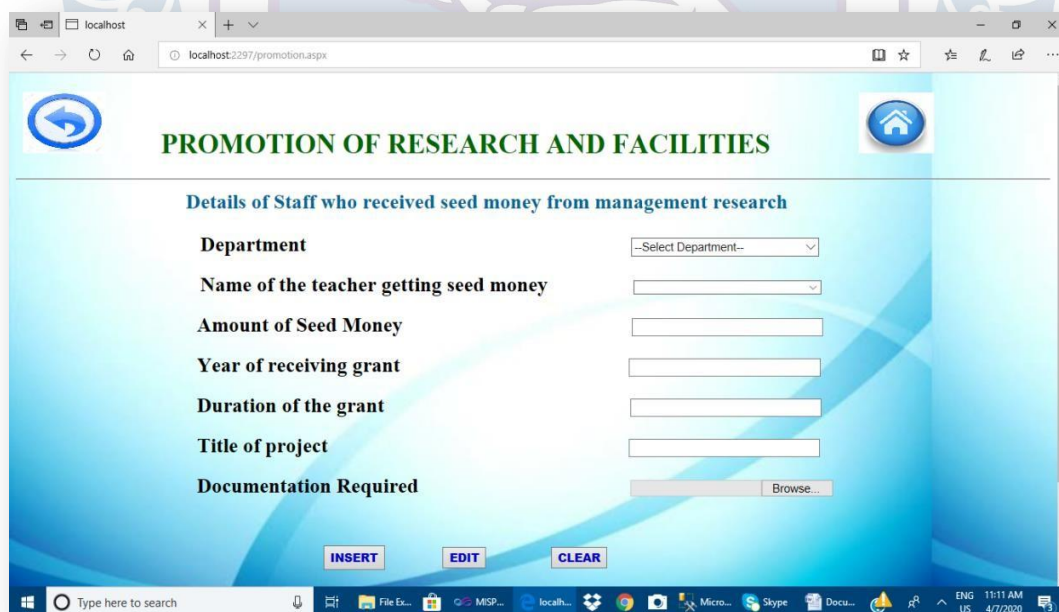 localhost
localhost:2297/promotion.aspx
PROMOTION OF RESEARCH AND FACILITIES
Details of Staff who received seed money from management research
Department --Select Department--
Name of the teacher getting seed money
Amount of Seed Money
Year of receiving grant
Duration of the grant
Title of project
Documentation Required Browse...
INSERT EDIT CLEAR
Type here to search File Ex... MISP... localh... Micro... Skype Docu... ENG 11:11 AM
US 4/7/2020